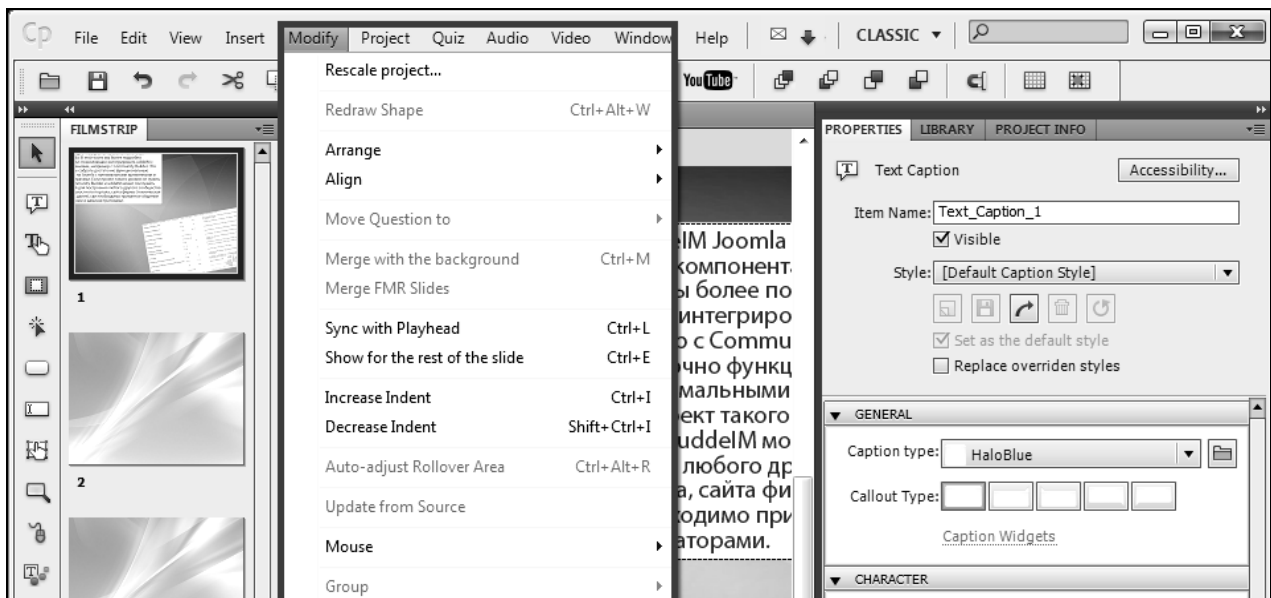 Cp File Edit View Insert Modify Project Quiz Audio Video Window Help CLASSIC
YouTube
FILMSTRIP
1
2
Rescale project...
Redraw Shape Ctrl+Alt+W
Arrange
Align
Move Question to
Merge with the background Ctrl+M
Merge FMR Slides
Sync with Playhead Ctrl+L
Show for the rest of the slide Ctrl+E
Increase Indent Ctrl+I
Decrease Indent Shift+Ctrl+I
Auto-adjust Rollover Area Ctrl+Alt+R
Update from Source
Mouse
Group
IM Joomla
компонент
ы более по
интегриро
с Commu
чно функц
мальными
ект такого
uddeIM мо
любого др
а, сайта фи
ходимо при
аторами.
PROPERTIES LIBRARY PROJECT INFO
Text Caption Accessibility...
Item Name: Text_Caption_1
Visible
Style: [Default Caption Style]
Set as the default style
Replace overriden styles
GENERAL
Caption type: HaloBlue
Callout Type:
Caption Widgets
CHARACTER